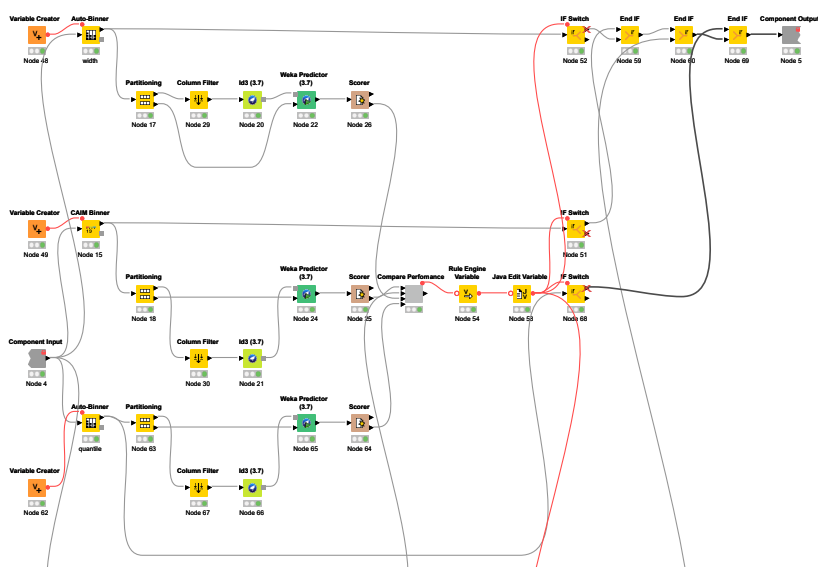 Variable Creator
Auto-Binner
IF Switch
End IF
End IF
End IF
Component Output
Node 48
width
Node 52
Node 59
Node 60
Node 69
Node 5
Partitioning
Column Filter
Id3 (3.7)
Weka Predictor
(3.7)
Scorer
Node 17
Node 29
Node 20
Node 22
Node 26
Variable Creator
CAIM Binner
IF Switch
Node 49
Node 15
Node 51
Partitioning
Weka Predictor
(3.7)
Scorer
Compare Perfomance
Rule Engine
Variable
Java Edit Variable
IF Switch
Node 18
Node 24
Node 25
Node 54
Node 68
Component Input
Column Filter
Id3 (3.7)
Node 4
Node 30
Node 21
Auto-Binner
Partitioning
Weka Predictor
(3.7)
Scorer
quantile
Node 63
Node 65
Node 64
Variable Creator
Column Filter
Id3 (3.7)
Node 62
Node 67
Node 66